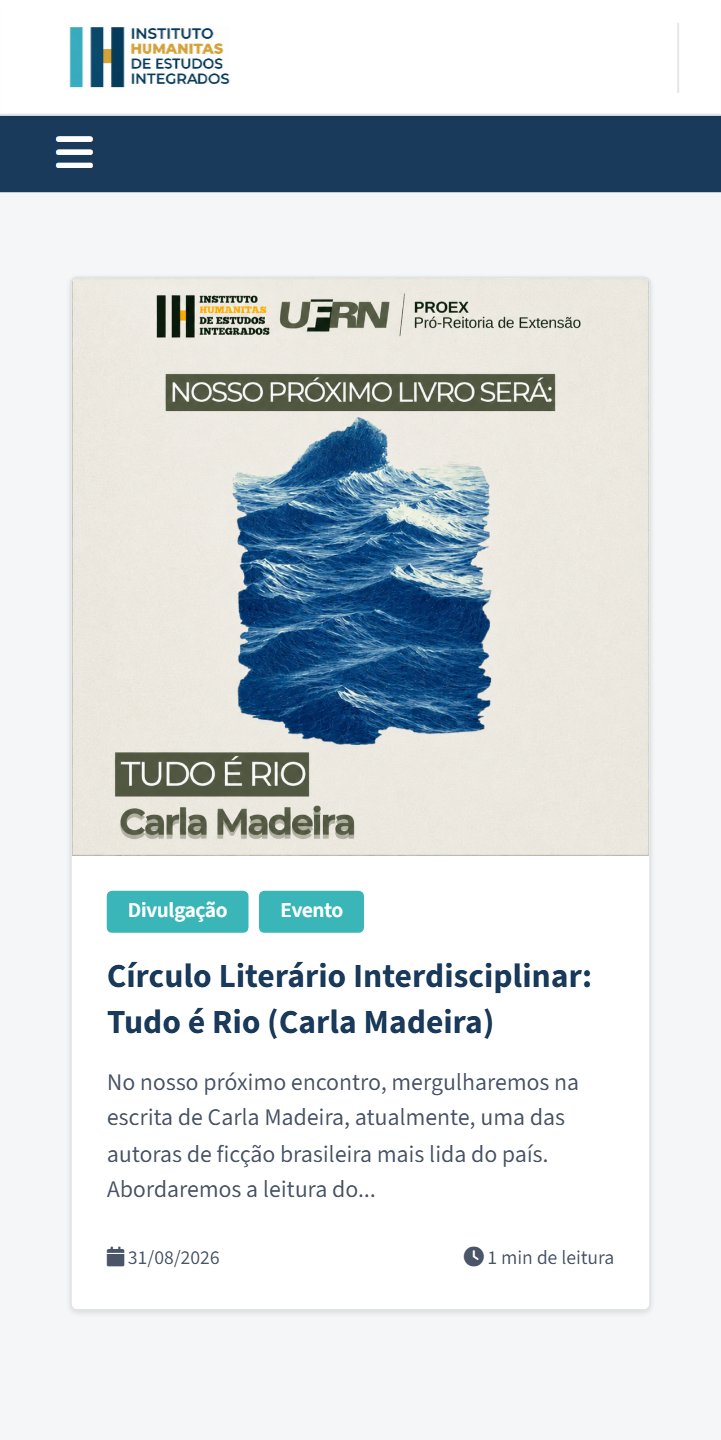 INSTITUTO
HUMANITAS
DE ESTUDOS
INTEGRADOS
INSTITUTO
HUMANITAS
DE ESTUDOS
INTEGRADOS
UFRN
PROEX
Pró-Reitoria de Extensão
NOSSO PRÓXIMO LIVRO SERÁ:
TUDO É RIO
Carla Madeira
Divulgação
Evento
Círculo Literário Interdisciplinar:
Tudo é Rio (Carla Madeira)
No nosso próximo encontro, mergulharemos na
escrita de Carla Madeira, atualmente, uma das
autoras de ficção brasileira mais lida do país.
Abordaremos a leitura do...
31/08/2026
1 min de leitura